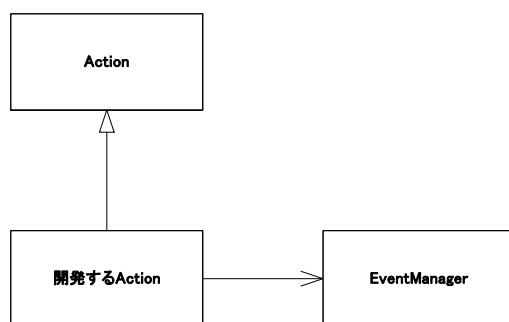 Action
開発するAction
EventManager